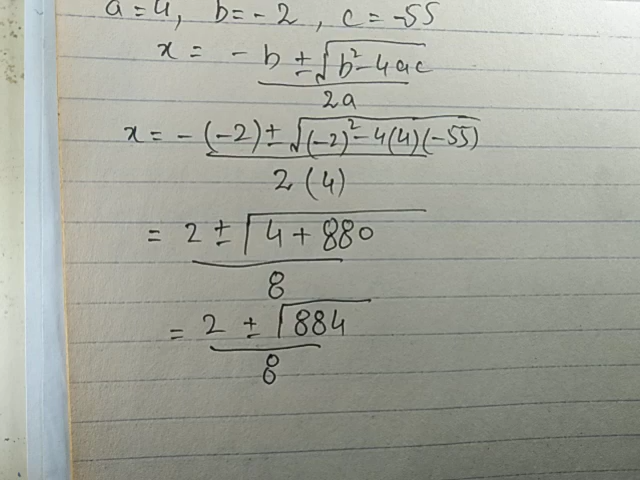 a = 4, b = -2, c = -55
x = -b ± √b²-4ac
2a
x = -(-2) ± √(-2)²-4(4)(-55)
2(4)
= 2 ± √4+880
8
= 2 ± √884
8